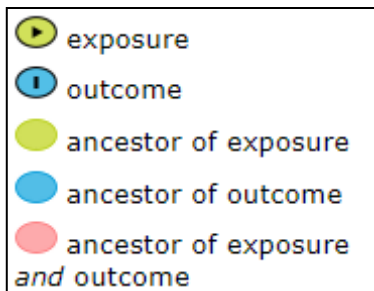 exposure
outcome
ancestor of exposure
ancestor of outcome
ancestor of exposure
and outcome